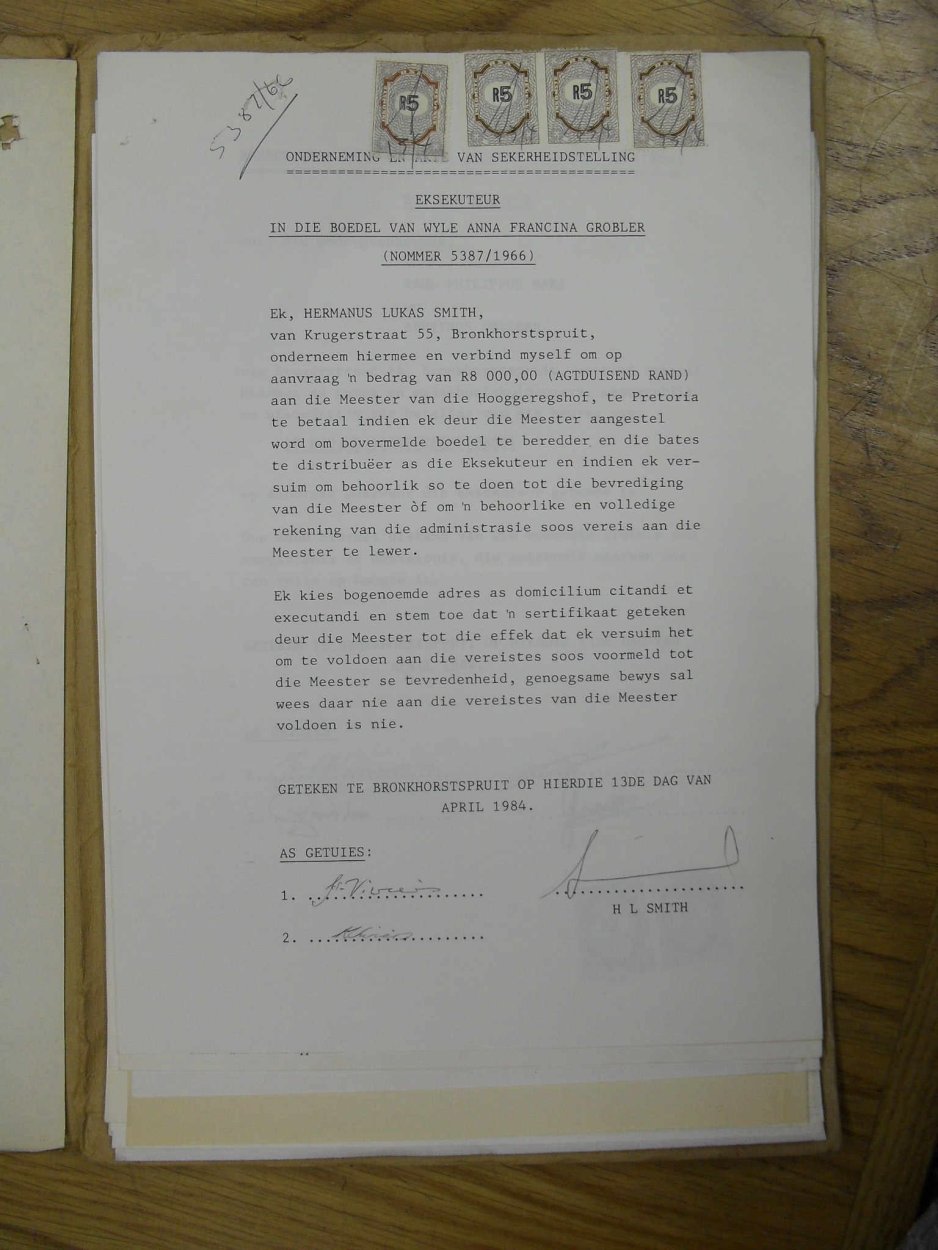 5387/66
R5 R5 R5 R5
ONDERNEMING EN AKTE VAN SEKERHEIDSTELLING
EKSEKUTEUR
IN DIE BOEDEL VAN WYLE ANNA FRANCINA GROBLER
(NOMMER 5387/1966)
Ek, HERMANUS LUKAS SMITH,
van Krugerstraat 55, Bronkhorstspruit,
onderneem hiermee en verbind myself om op
aanvraag 'n bedrag van R8 000,00 (AGTDUISEND RAND)
aan die Meester van die Hooggeregshof, te Pretoria
te betaal indien ek deur die Meester aangestel
word om bovermelde boedel te beredder en die bates
te distribuëer as die Eksekuteur en indien ek ver-
suim om behoorlik so te doen tot die bevrediging
van die Meester òf om 'n behoorlike en volledige
rekening van die administrasie soos vereis aan die
Meester te lewer.
Ek kies bogenoemde adres as domicilium citandi et
executandi en stem toe dat 'n sertifikaat geteken
deur die Meester tot die effek dat ek versuim het
om te voldoen aan die vereistes soos voormeld tot
die Meester se tevredenheid, genoegsame bewys sal
wees daar nie aan die vereistes van die Meester
voldoen is nie.
GETEKEN TE BRONKHORSTSPRUIT OP HIERDIE 13DE DAG VAN
APRIL 1984.
AS GETUIES:
1. ......................
2. ......................
H L SMITH